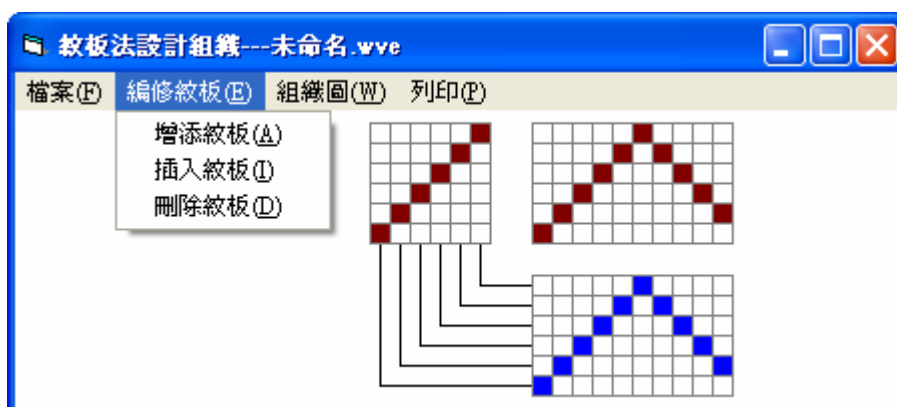 紋板法設計組織---未命名.wve
檔案(F) 編修紋板(E) 組織圖(W) 列印(P)
增添紋板(A)
插入紋板(I)
刪除紋板(D)